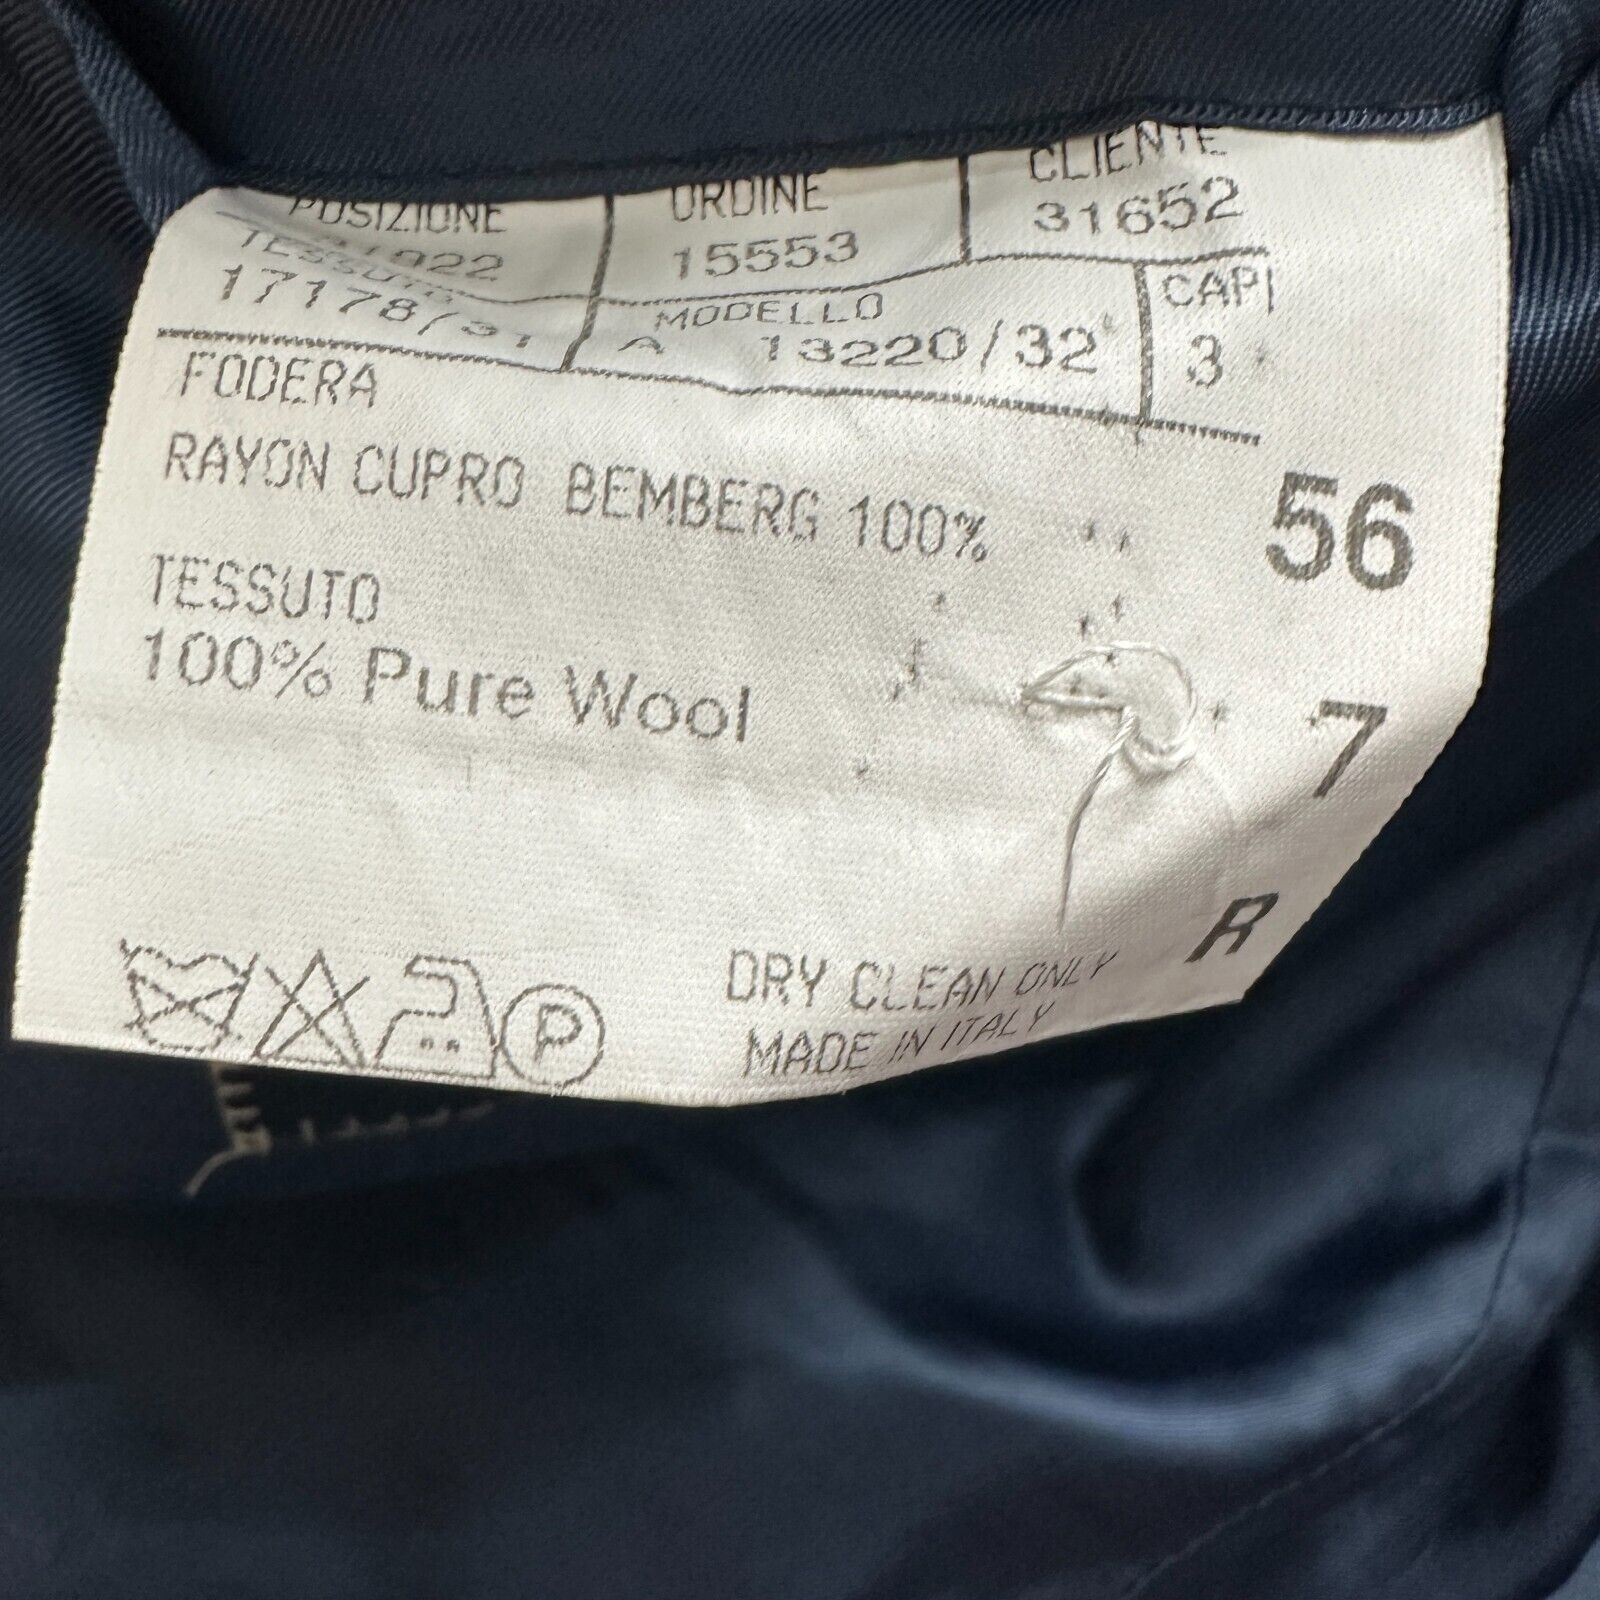 POSIZIONE ORDINE CLIENTE
15553 31652
TESSUTO MODELLO CAPI
17178/31 A 13220/32 3
FODERA
RAYON CUPRO BEMBERG 100%
56
TESSUTO
100% Pure Wool
7
R
P
DRY CLEAN ONLY
MADE IN ITALY